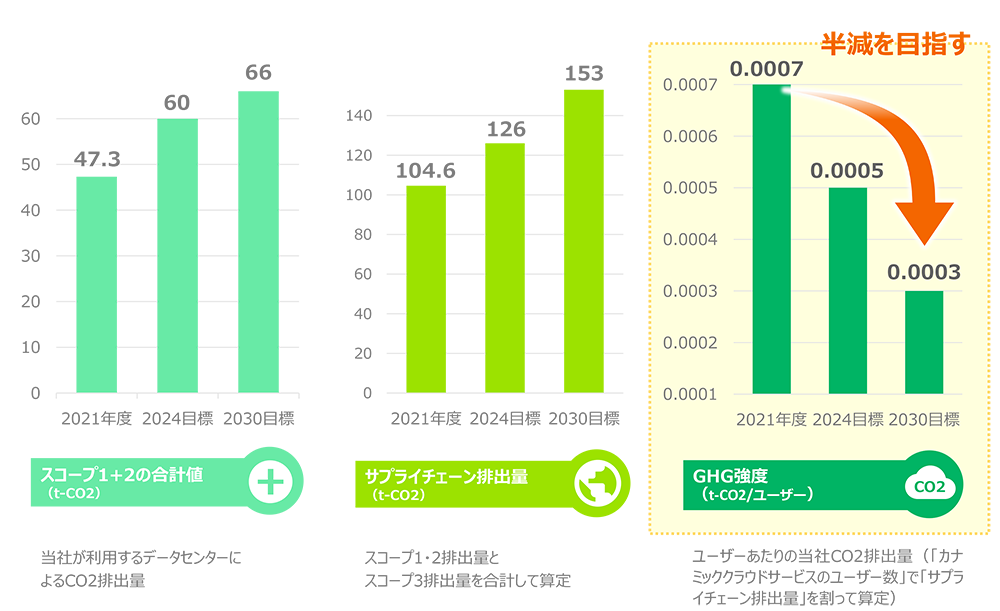 66
60
47.3
60
50
40
30
20
10
0
2021年度 2024目標 2030目標
スコープ1+2の合計値
（t-CO2）
当社が利用するデータセンターに
よるCO2排出量
153
126
104.6
140
120
100
80
60
40
20
0
2021年度 2024目標 2030目標
サプライチェーン排出量
（t-CO2）
スコープ1・2排出量と
スコープ3排出量を合計して算定
半減を目指す
0.0007
0.0005
0.0003
0.0007
0.0006
0.0005
0.0004
0.0003
0.0002
0.0001
2021年度 2024目標 2030目標
GHG強度
（t-CO2/ユーザー）
CO2
ユーザーあたりの当社CO2排出量（「カナ
ミッククラウドサービスのユーザー数」で「サプラ
イチェーン排出量」を割って算定）